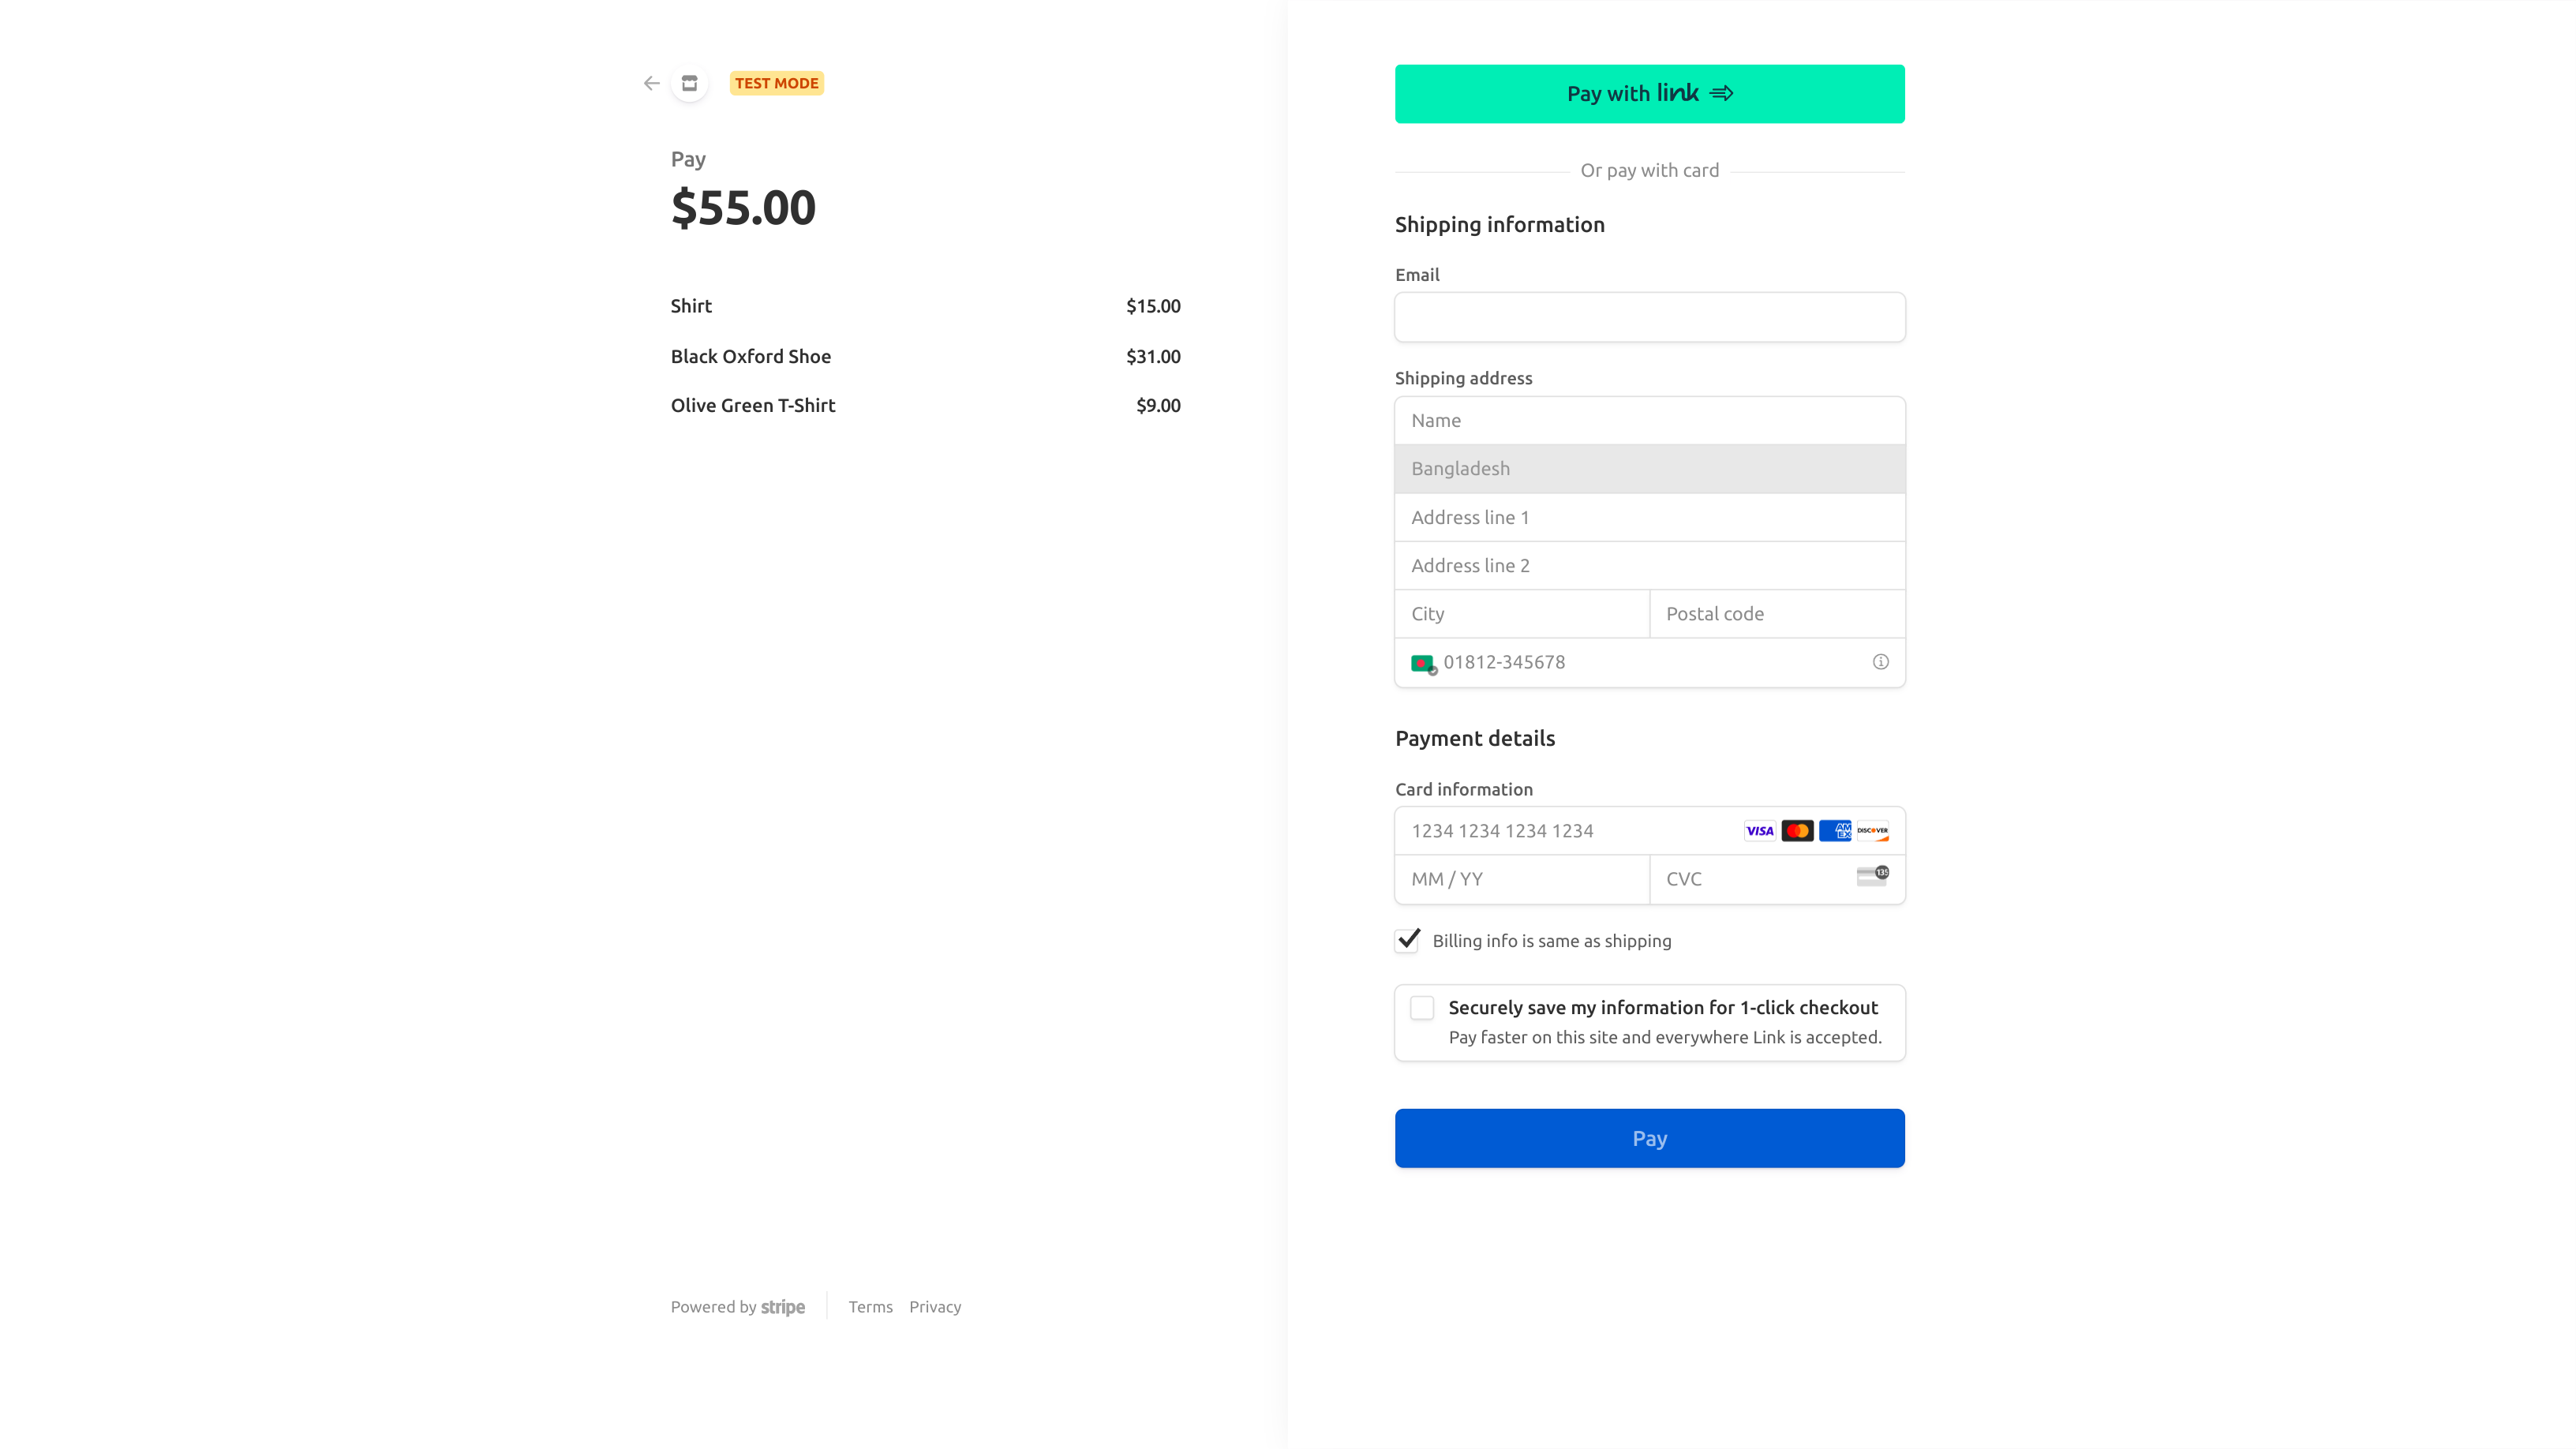 TEST MODE
Pay
$55.00
Shirt $15.00
Black Oxford Shoe $31.00
Olive Green T-Shirt $9.00
Powered by stripe Terms Privacy
Pay with link
Or pay with card
Shipping information
Email
Shipping address
Name
Bangladesh
Address line 1
Address line 2
City Postal code
01812-345678
Payment details
Card information
1234 1234 1234 1234 VISA AM EX DISCOVER
MM / YY CVC 135
Billing info is same as shipping
Securely save my information for 1-click checkout
Pay faster on this site and everywhere Link is accepted.
Pay